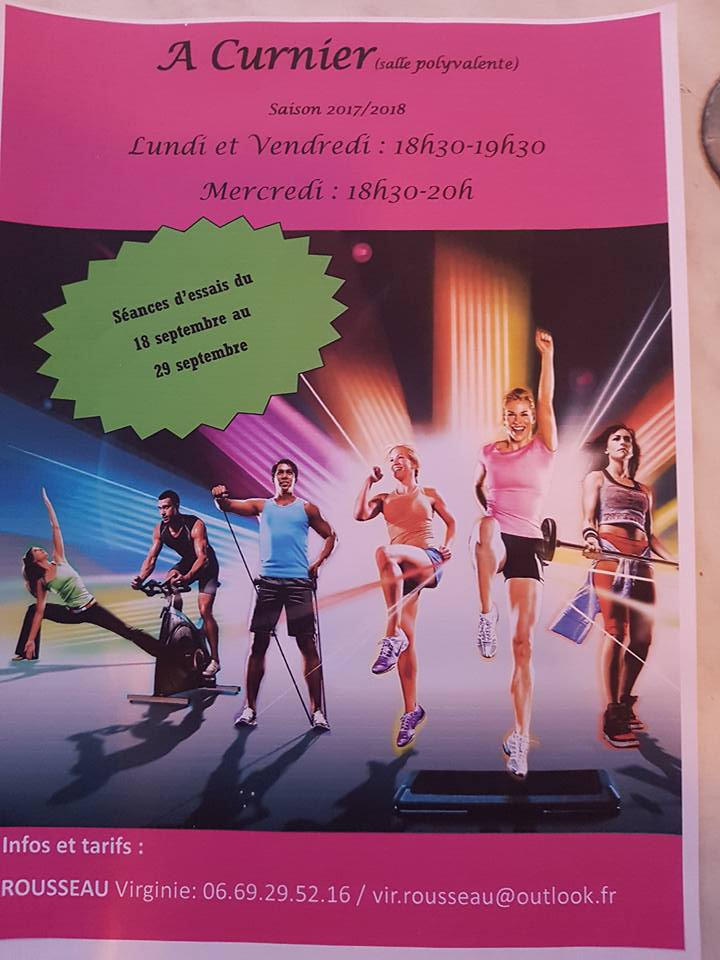 A Curnier (salle polyvalente)
Saison 2017/2018
Lundi et Vendredi : 18h30-19h30
Mercredi : 18h30-20h
Séances d'essais du
18 septembre au
29 septembre
Infos et tarifs :
ROUSSEAU Virginie: 06.69.29.52.16 / vir.rousseau@outlook.fr